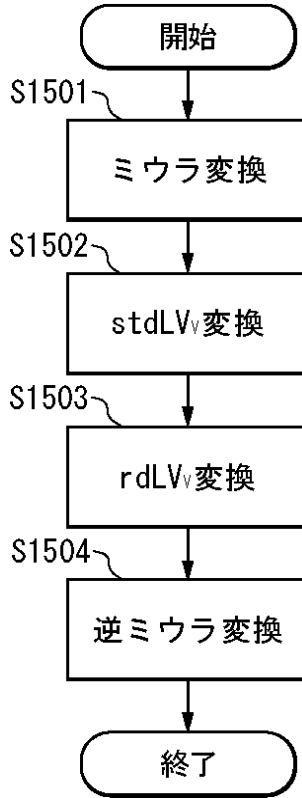 開始
S1501
ミウラ変換
S1502
stdLVv変換
S1503
rdLVv変換
S1504
逆ミウラ変換
終了